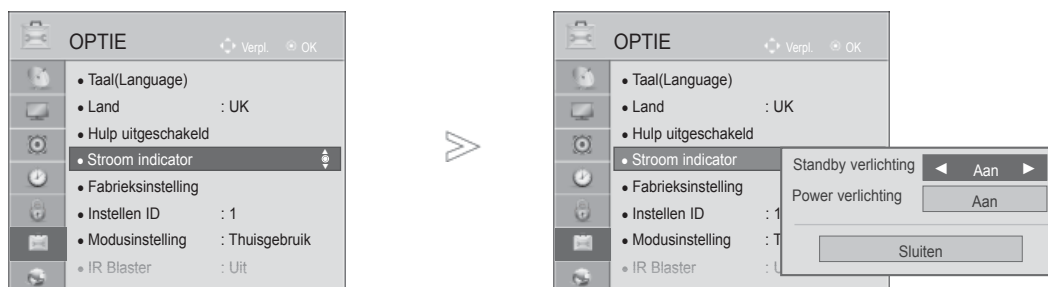 OPTIE Verpl. OK
• Taal(Language)
• Land : UK
• Hulp uitgeschakeld
• Stroom indicator
• Fabrieksinstelling
• Instellen ID : 1
• Modusinstelling : Thuisgebruik
• IR Blaster : Uit
OPTIE Verpl. OK
• Taal(Language)
• Land : UK
• Hulp uitgeschakeld
• Stroom indicator
• Fabrieksinstelling
• Instellen ID : 1
• Modusinstelling : T
• IR Blaster : U
Standby verlichting ◄ Aan ►
Power verlichting Aan
Sluiten